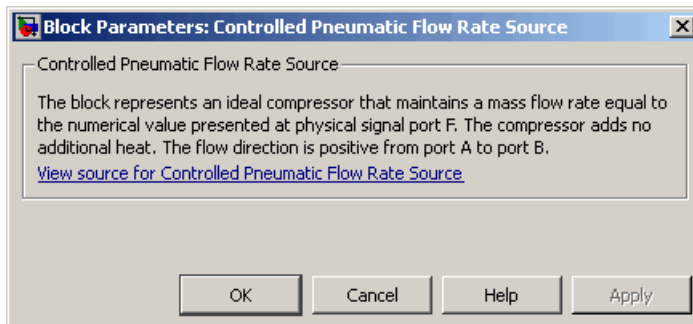 Block Parameters: Controlled Pneumatic Flow Rate Source
Controlled Pneumatic Flow Rate Source
The block represents an ideal compressor that maintains a mass flow rate equal to
the numerical value presented at physical signal port F. The compressor adds no
additional heat. The flow direction is positive from port A to port B.
View source for Controlled Pneumatic Flow Rate Source
OK Cancel Help Apply